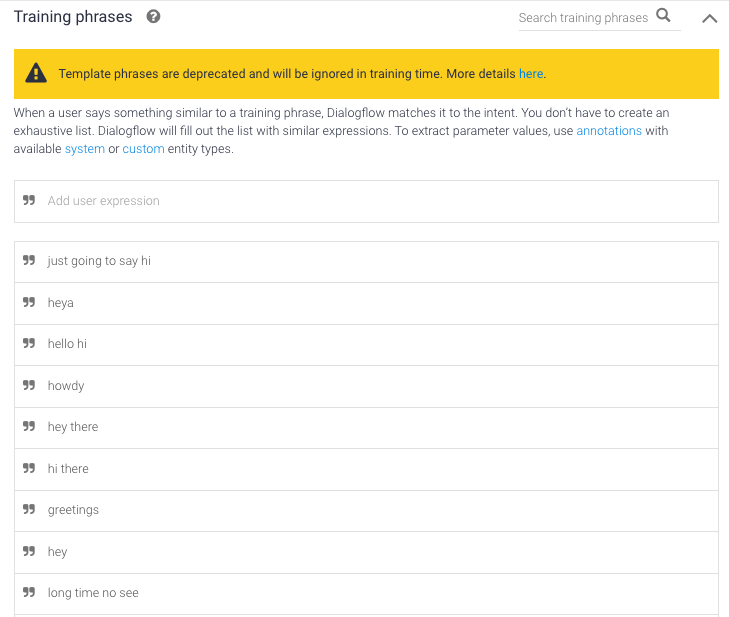 Training phrases
Search training phrases
Template phrases are deprecated and will be ignored in training time. More details here.
When a user says something similar to a training phrase, Dialogflow matches it to the intent. You don't have to create an
exhaustive list. Dialogflow will fill out the list with similar expressions. To extract parameter values, use annotations with
available system or custom entity types.
Add user expression
just going to say hi
heya
hello hi
howdy
hey there
hi there
greetings
hey
long time no see